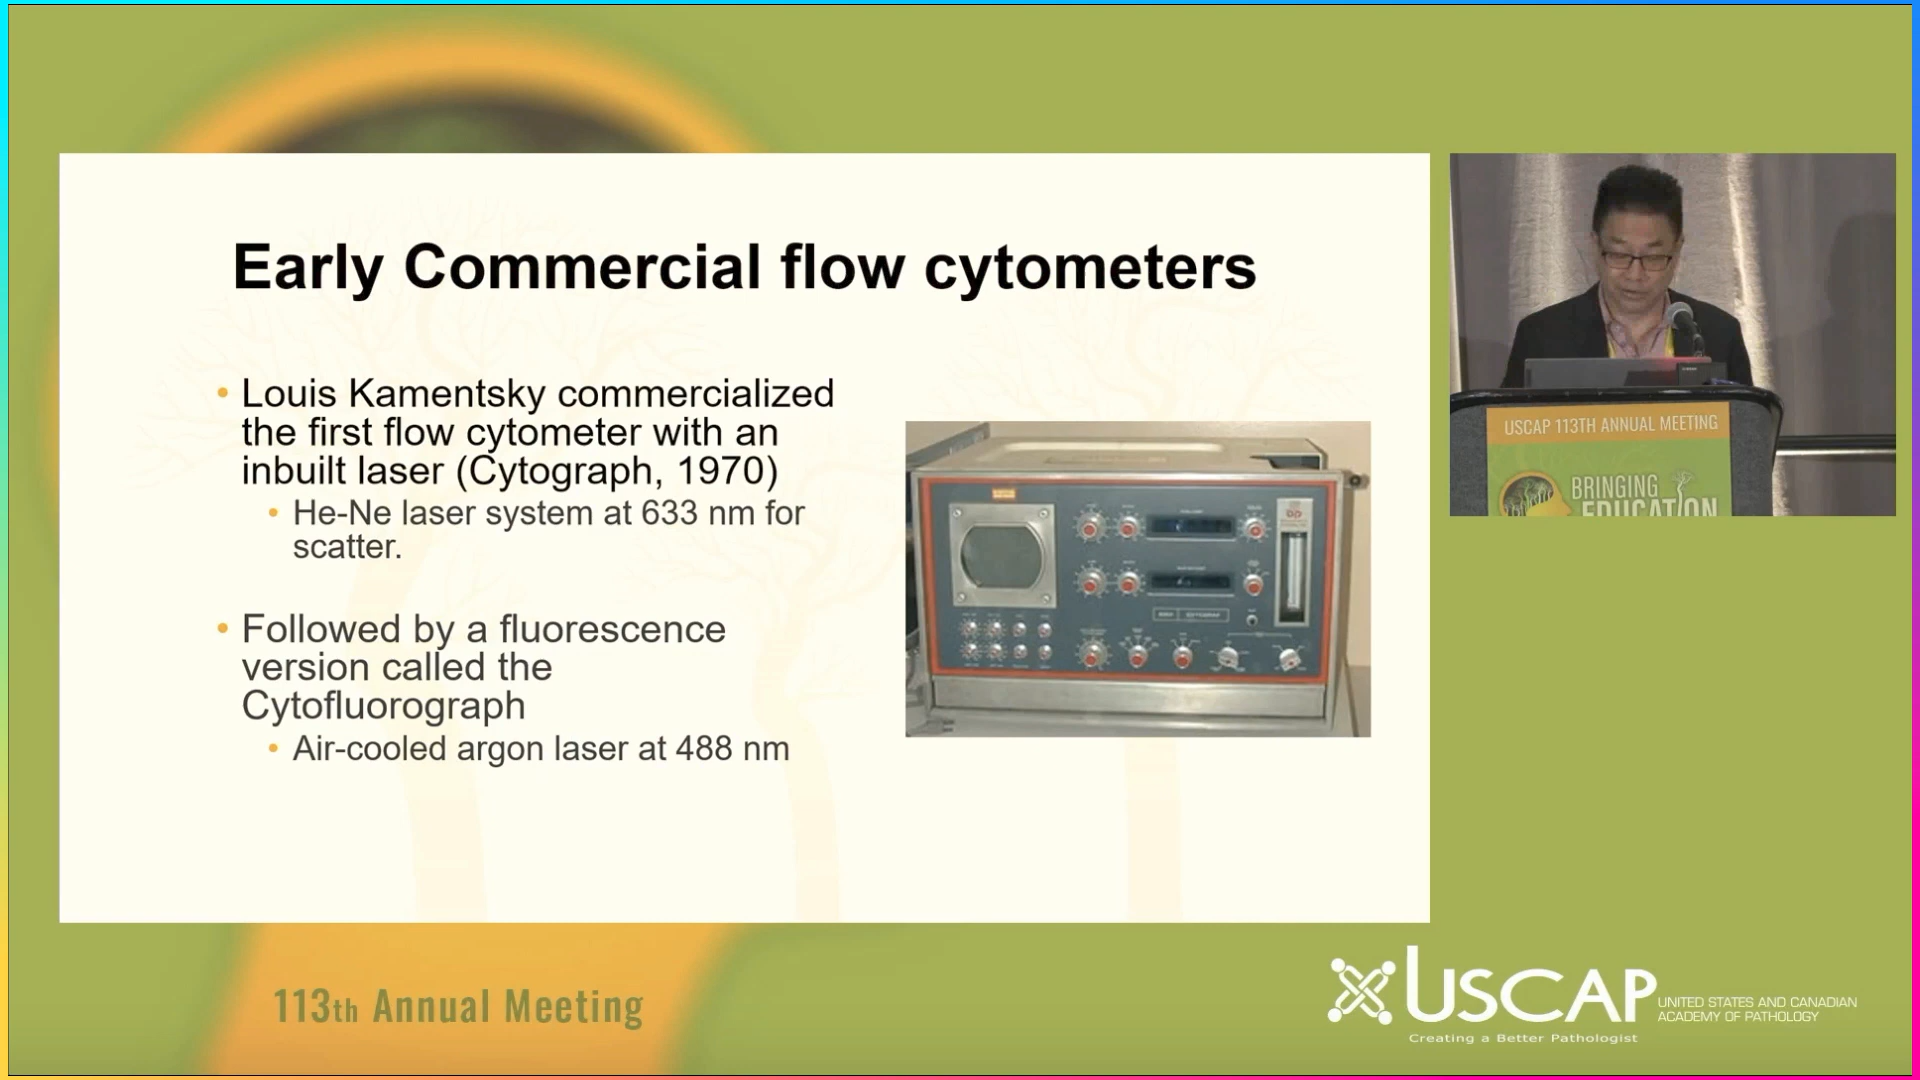 Early Commercial flow cytometers
• Louis Kamentsky commercialized
the first flow cytometer with an
inbuilt laser (Cytograph, 1970)
• He-Ne laser system at 633 nm for
scatter.
• Followed by a fluorescence
version called the
Cytofluorograph
• Air-cooled argon laser at 488 nm
USCAP 113TH ANNUAL MEETING
BRINGING
EDUCATION
113th Annual Meeting
USCAP
UNITED STATES AND CANADIAN
ACADEMY OF PATHOLOGY
Creating a Better Pathologist